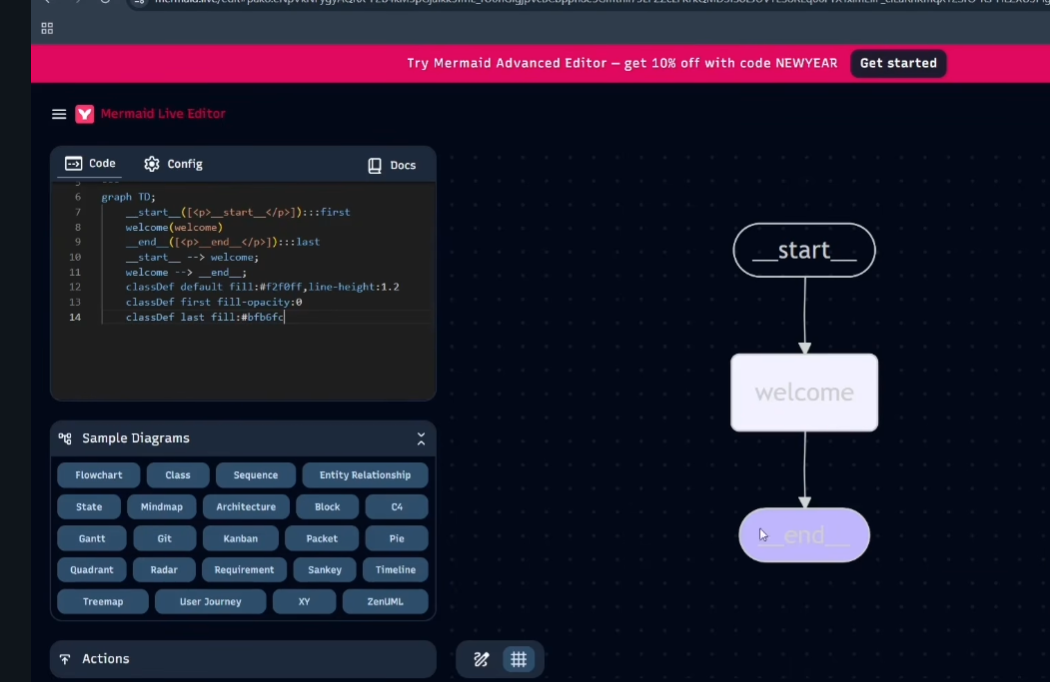 Try Mermaid Advanced Editor — get 10% off with code NEWYEAR Get started
Mermaid Live Editor
Code Config Docs
6 graph TD;
7 __start__([<p>__start__</p>]):::first
8 welcome(welcome)
9 __end__([<p>__end__</p>]):::last
10 __start__ --> welcome;
11 welcome --> __end__;
12 classDef default fill:#f2f0ff,line-height:1.2
13 classDef first fill-opacity:0
14 classDef last fill:#bfb6fc
__start__
welcome
__end__
Sample Diagrams
Flowchart Class Sequence Entity Relationship
State Mindmap Architecture Block C4
Gantt Git Kanban Packet Pie
Quadrant Radar Requirement Sankey Timeline
Treemap User Journey XY ZenUML
Actions